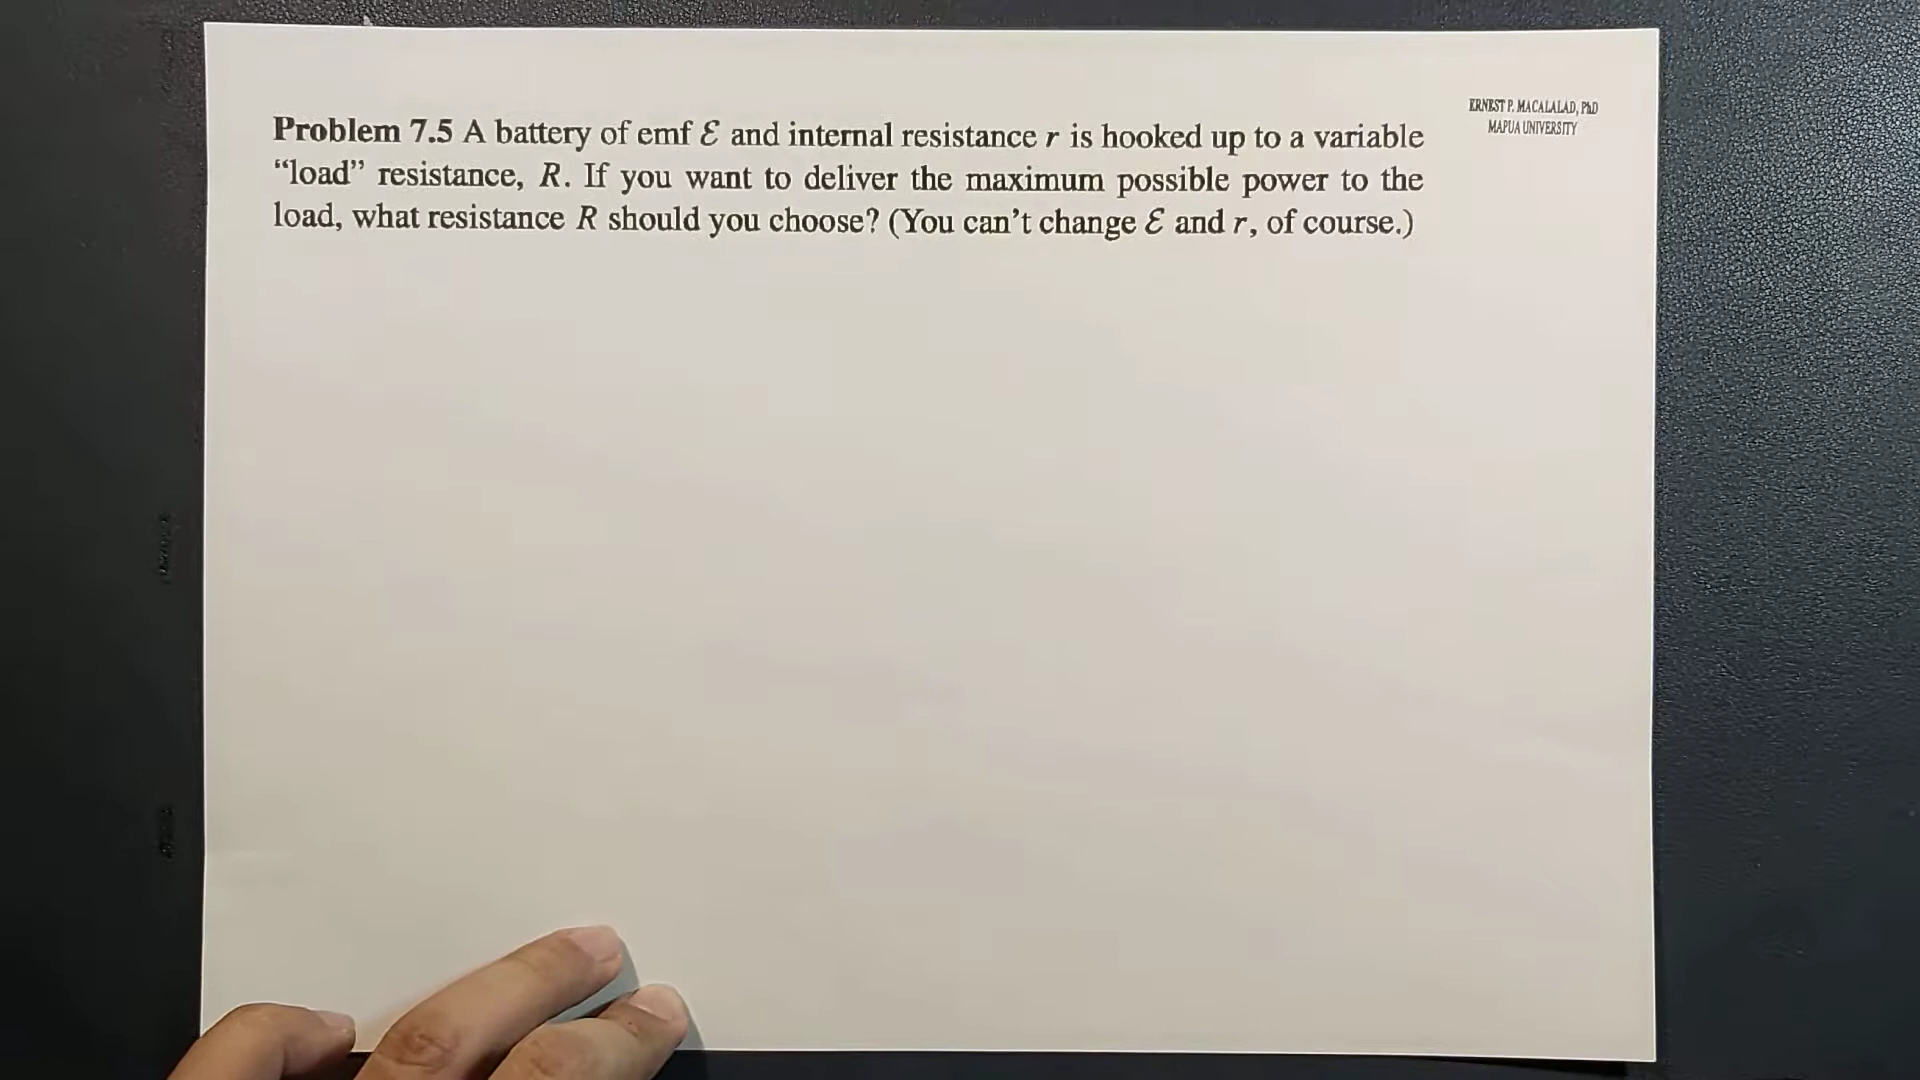 Problem 7.5 A battery of emf ℰ and internal resistance r is hooked up to a variable
“load” resistance, R. If you want to deliver the maximum possible power to the
load, what resistance R should you choose? (You can’t change ℰ and r, of course.)
ERNEST P. MACALALAD, PhD
MAPUA UNIVERSITY